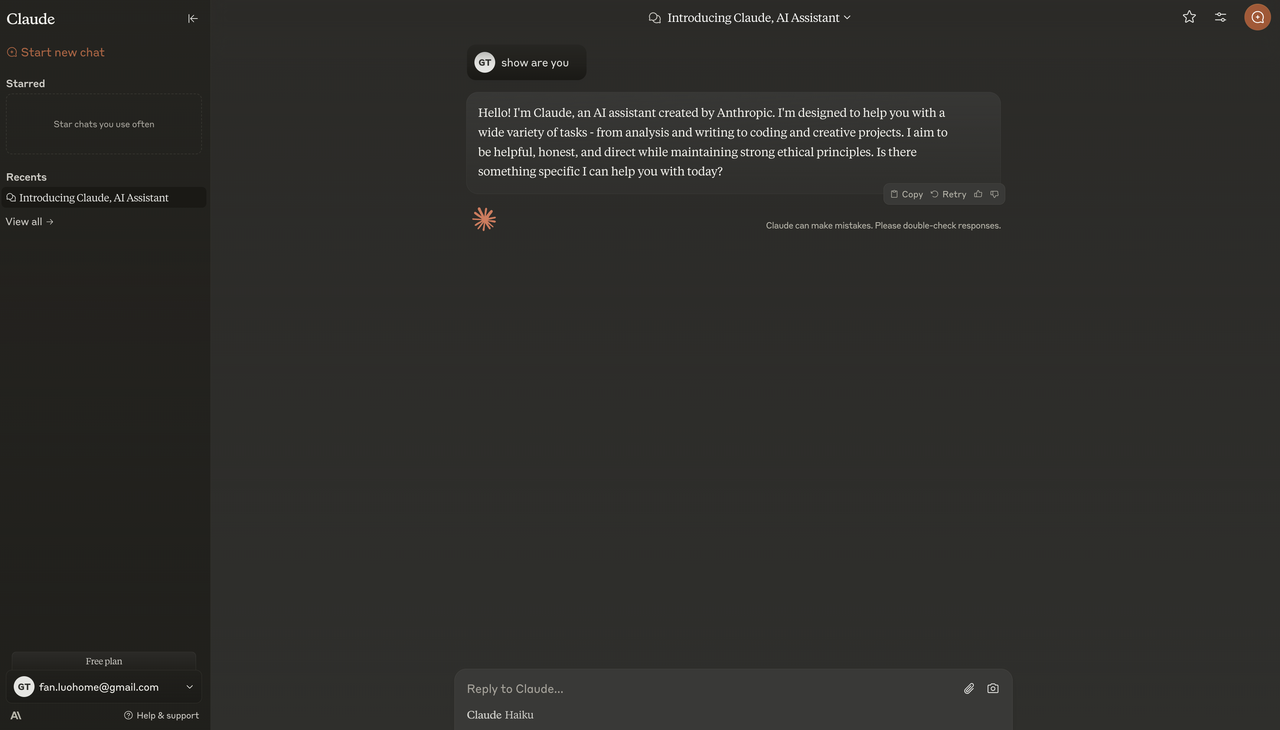 Claude
Start new chat
Starred
Star chats you use often
Recents
Introducing Claude, AI Assistant
View all →
Free plan
GT fan.luohome@gmail.com
A\ Help & support
Introducing Claude, AI Assistant
GT show are you
Hello! I'm Claude, an AI assistant created by Anthropic. I'm designed to help you with a
wide variety of tasks - from analysis and writing to coding and creative projects. I aim to
be helpful, honest, and direct while maintaining strong ethical principles. Is there
something specific I can help you with today?
Copy Retry
Claude can make mistakes. Please double-check responses.
Reply to Claude...
Claude Haiku